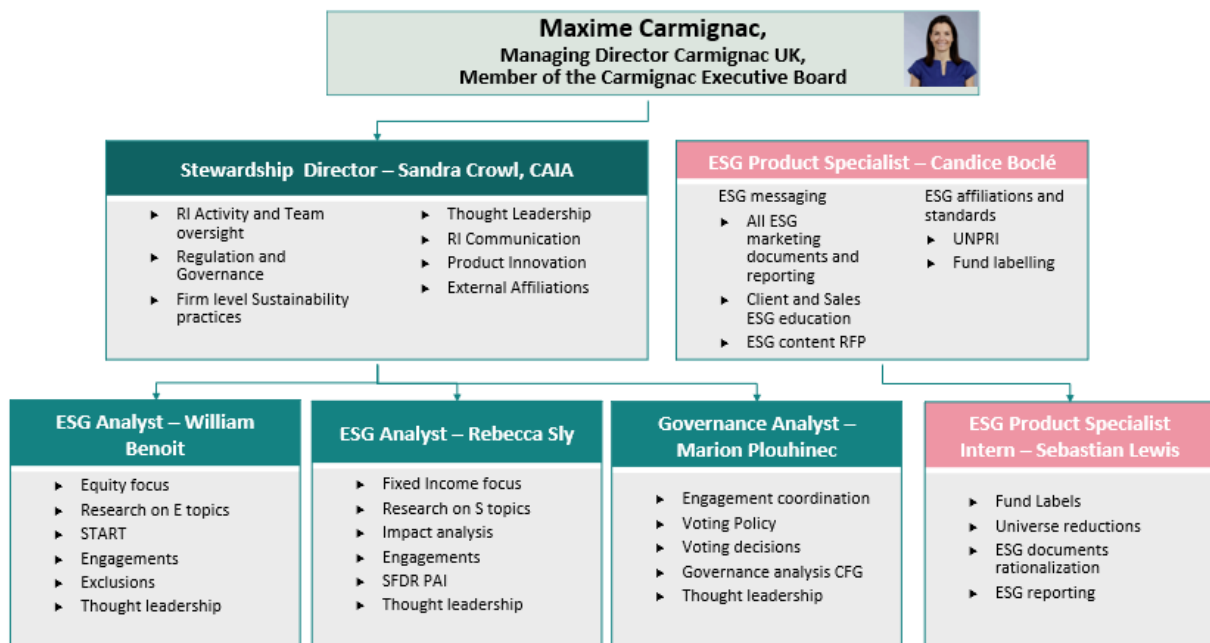 Maxime Carmignac,
Managing Director Carmignac UK,
Member of the Carmignac Executive Board
Stewardship Director – Sandra Crowl, CAIA
RI Activity and Team
oversight
Regulation and
Governance
Firm level Sustainability
practices
Thought Leadership
RI Communication
Product Innovation
External Affiliations
ESG Product Specialist – Candice Boclé
ESG messaging
All ESG
marketing
documents and
reporting
Client and Sales
ESG education
ESG content RFP
ESG affiliations and
standards
UNPRI
Fund labelling
ESG Analyst – William
Benoit
Equity focus
Research on E topics
START
Engagements
Exclusions
Thought leadership
ESG Analyst – Rebecca Sly
Fixed Income focus
Research on S topics
Impact analysis
Engagements
SFDR PAI
Thought leadership
Governance Analyst –
Marion Plouhinec
Engagement coordination
Voting Policy
Voting decisions
Governance analysis CFG
Thought leadership
ESG Product Specialist
Intern – Sebastian Lewis
Fund Labels
Universe reductions
ESG documents
rationalization
ESG reporting